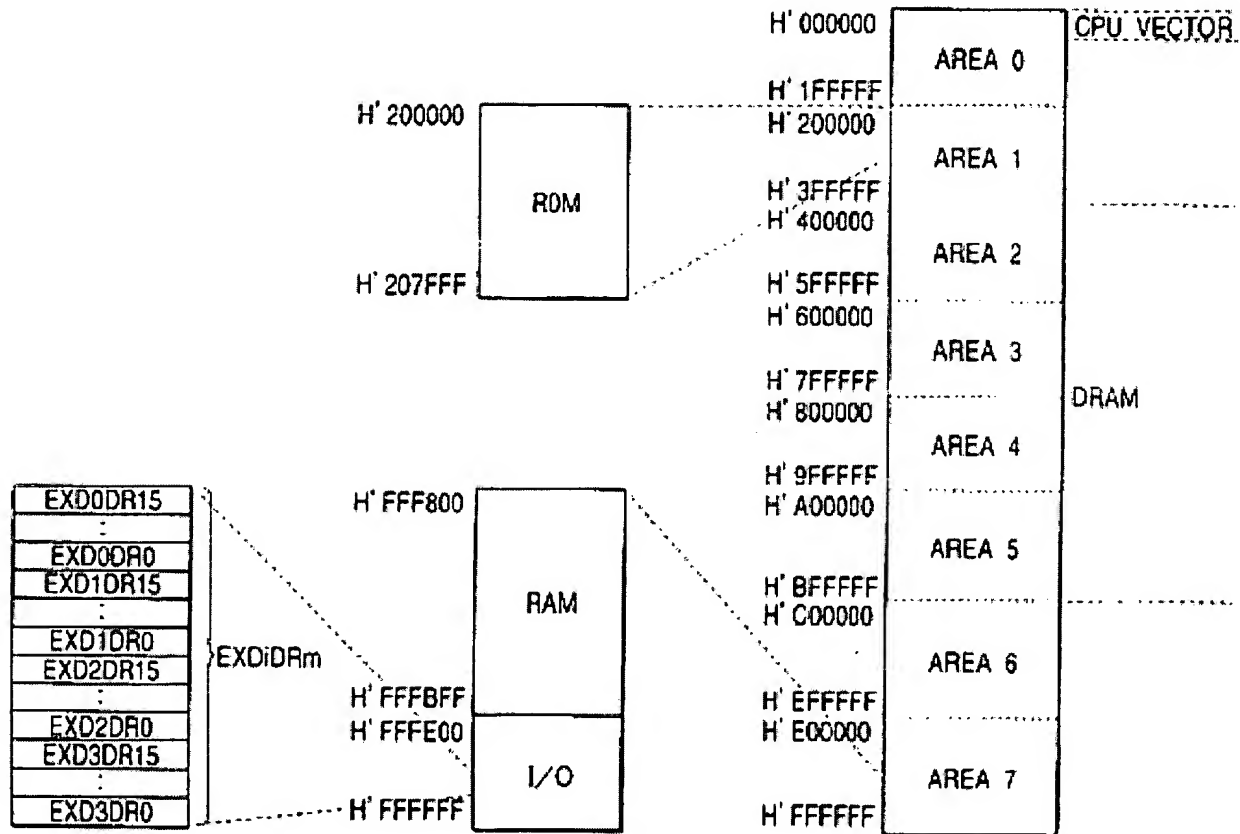 EXD0DR15
:
EXD0DR0
EXD1DR15
:
EXD1DR0
EXD2DR15
:
EXD2DR0
EXD3DR15
:
EXD3DR0
EXDiDRm
H' 200000
ROM
H' 207FFF
H' FFF800
RAM
H' FFFBFF
H' FFFE00
I/O
H' FFFFFF
H' 000000
CPU VECTOR
AREA 0
H' 1FFFFF
H' 200000
AREA 1
H' 3FFFFF
H' 400000
AREA 2
H' 5FFFFF
H' 600000
AREA 3
H' 7FFFFF
H' 800000
DRAM
AREA 4
H' 9FFFFF
H' A00000
AREA 5
H' BFFFFF
H' C00000
AREA 6
H' EFFFFF
H' E00000
AREA 7
H' FFFFFF